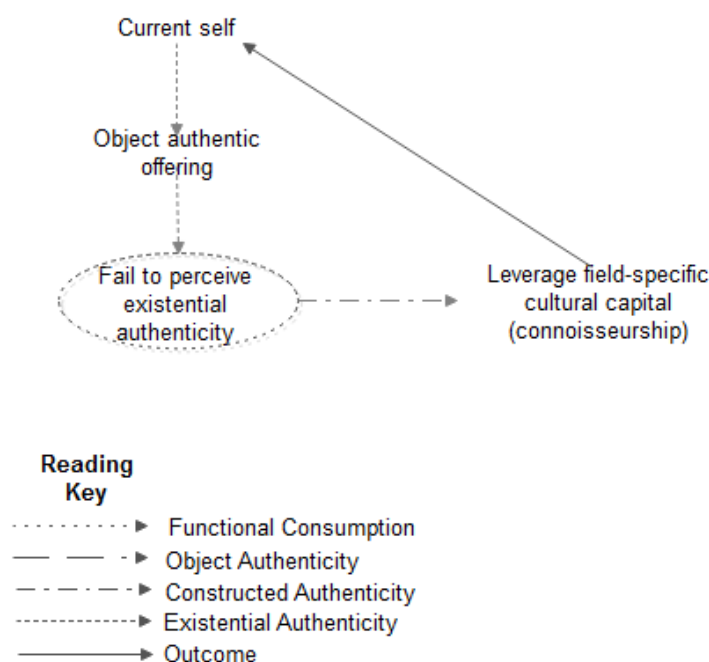 Current self
Object authentic
offering
Fail to perceive
existential
authenticity
Leverage field-specific
cultural capital
(connoisseurship)
Reading
Key
Functional Consumption
Object Authenticity
Constructed Authenticity
Existential Authenticity
Outcome